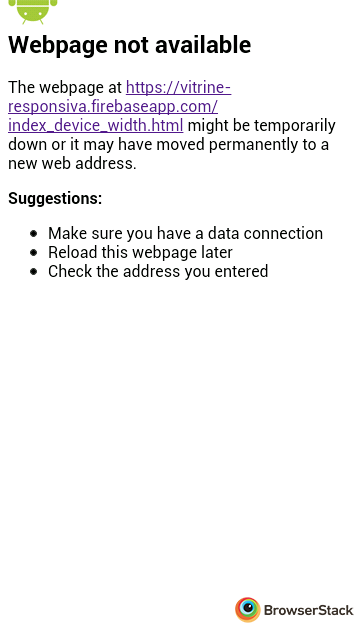 Webpage not available
The webpage at https://vitrine-
responsiva.firebaseapp.com/
index_device_width.html might be temporarily
down or it may have moved permanently to a
new web address.
Suggestions:
Make sure you have a data connection
Reload this webpage later
Check the address you entered
BrowserStack